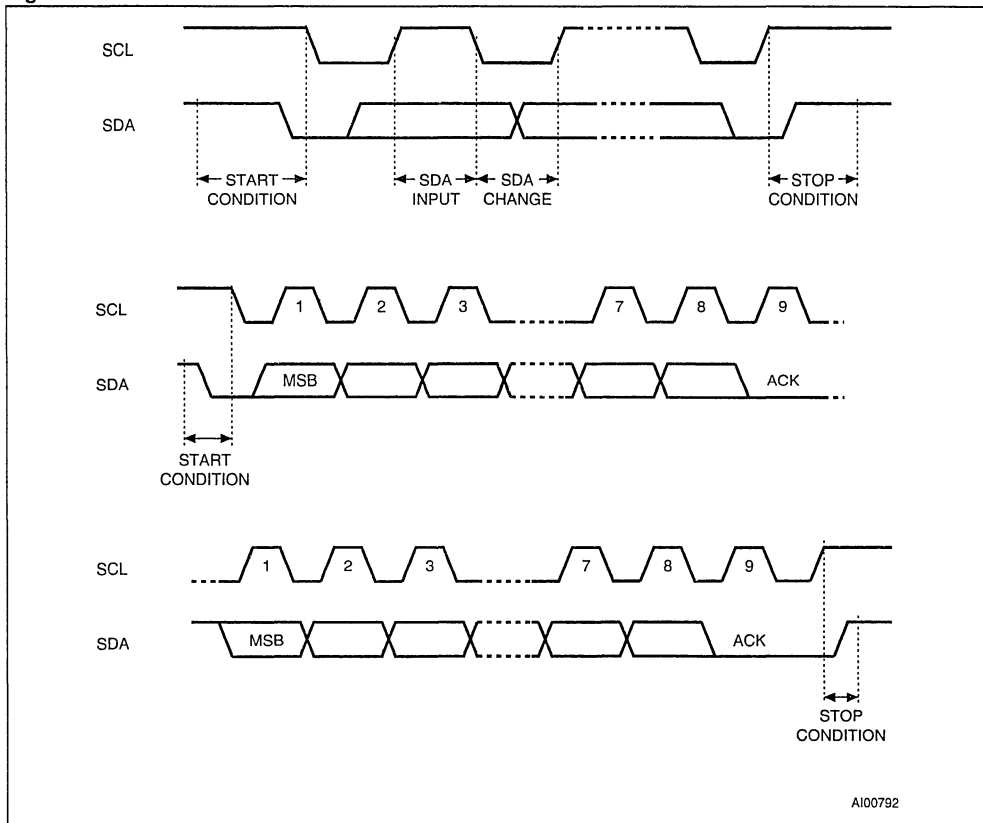 SCL
SDA
START
CONDITION
SDA
INPUT
SDA
CHANGE
STOP
CONDITION
SCL
1 2 3 7 8 9
SDA
MSB
ACK
START
CONDITION
SCL
1 2 3 7 8 9
SDA
MSB
ACK
STOP
CONDITION
AI00792